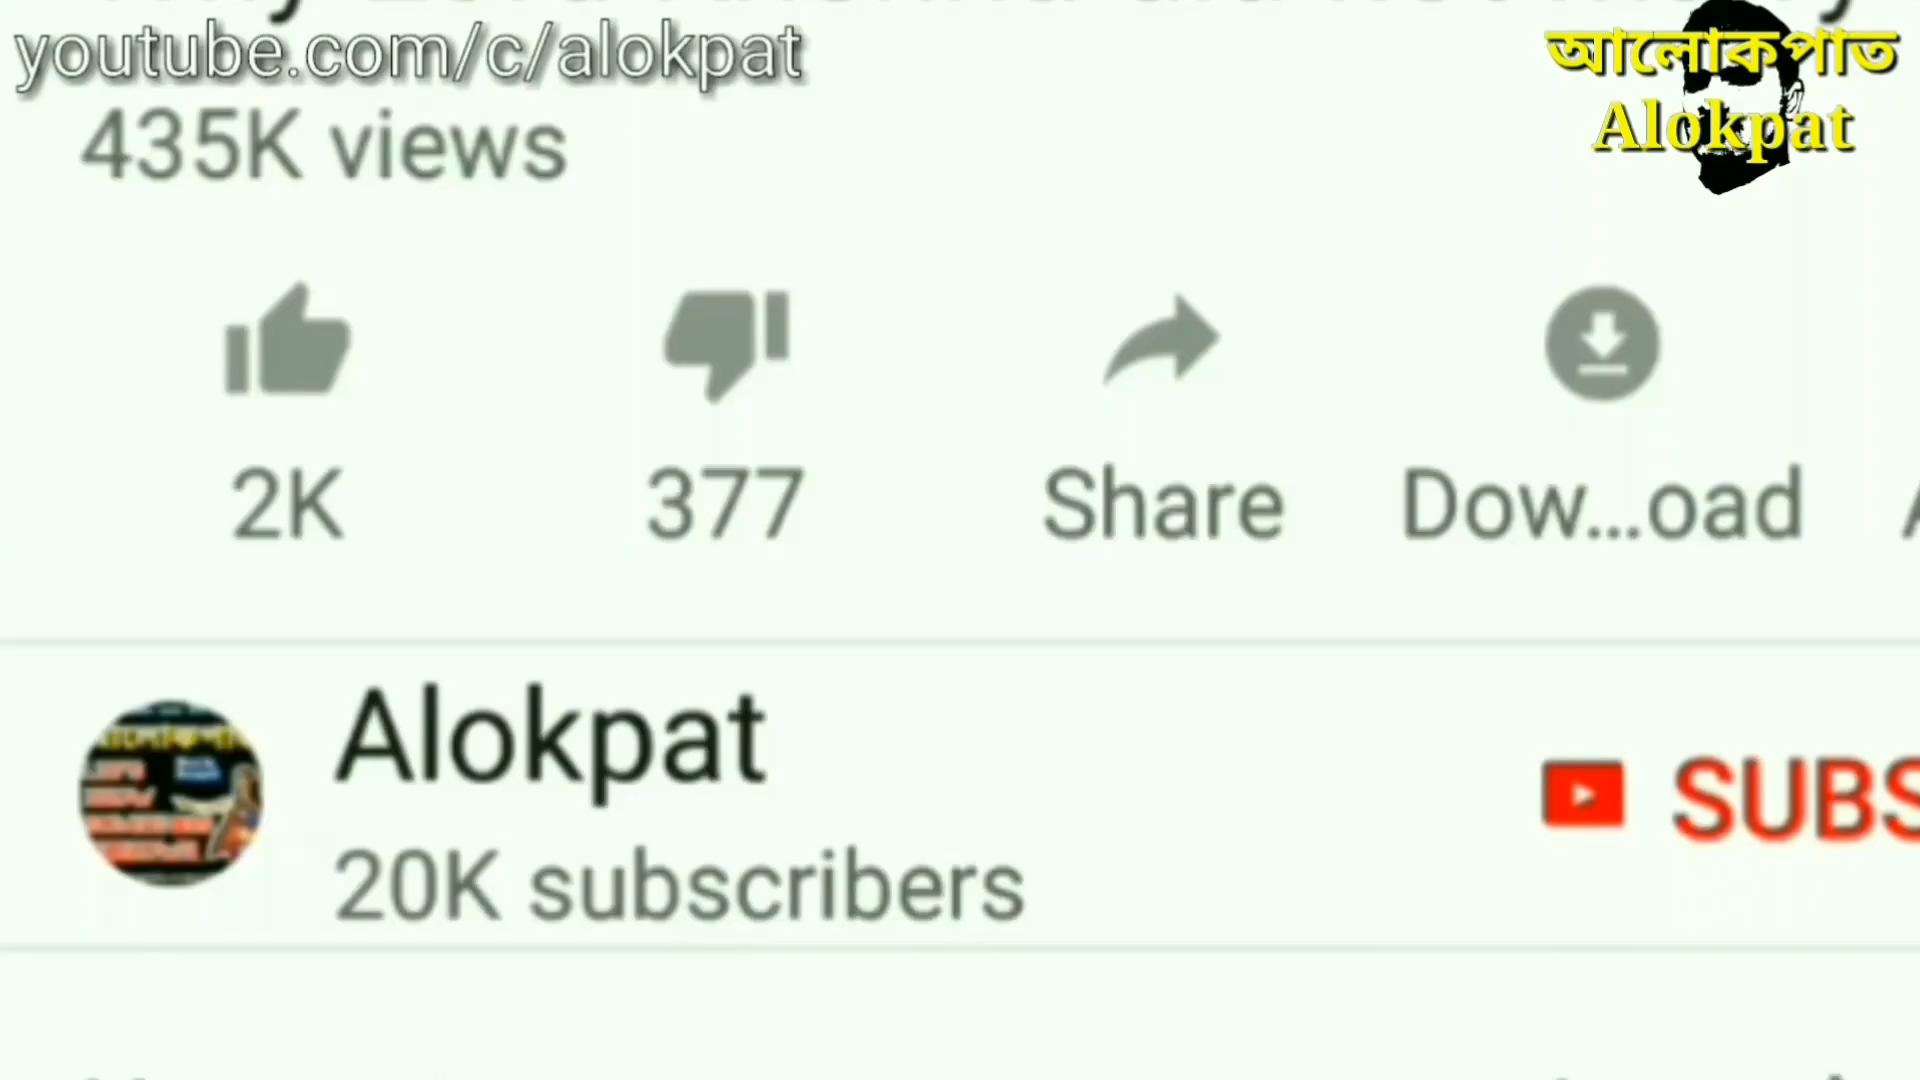 youtube.com/c/alokpat
আলোকপাত
Alokpat
435K views
2K
377
Share
Dow...oad
Alokpat
20K subscribers
SUBS